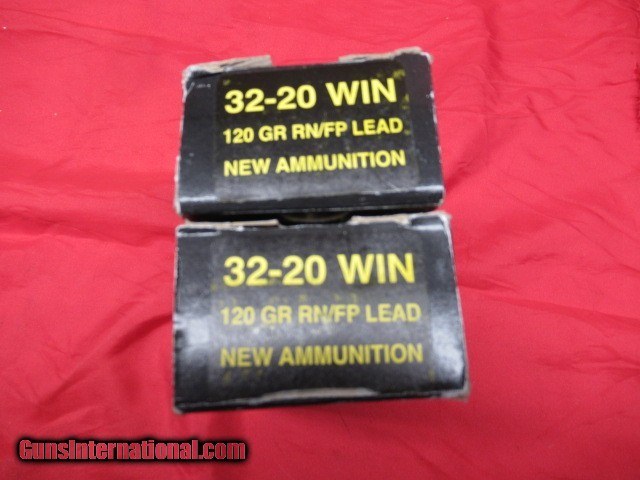 32-20 WIN
120 GR RN/FP LEAD
NEW AMMUNITION
32-20 WIN
120 GR RN/FP LEAD
NEW AMMUNITION
GunsInternational.com